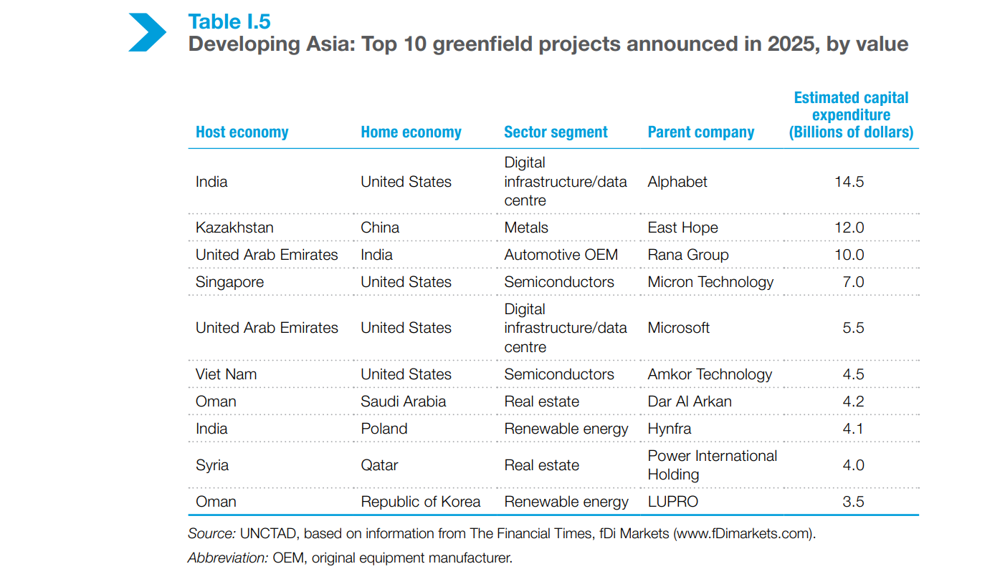 Table I.5
Developing Asia: Top 10 greenfield projects announced in 2025, by value
Host economy Home economy Sector segment Parent company Estimated capital expenditure (Billions of dollars)
India United States Digital infrastructure/data centre Alphabet 14.5
Kazakhstan China Metals East Hope 12.0
United Arab Emirates India Automotive OEM Rana Group 10.0
Singapore United States Semiconductors Micron Technology 7.0
United Arab Emirates United States Digital infrastructure/data centre Microsoft 5.5
Viet Nam United States Semiconductors Amkor Technology 4.5
Oman Saudi Arabia Real estate Dar Al Arkan 4.2
India Poland Renewable energy Hynfra 4.1
Syria Qatar Real estate Power International Holding 4.0
Oman Republic of Korea Renewable energy LUPRO 3.5
Source: UNCTAD, based on information from The Financial Times, fDi Markets (www.fDimarkets.com).
Abbreviation: OEM, original equipment manufacturer.